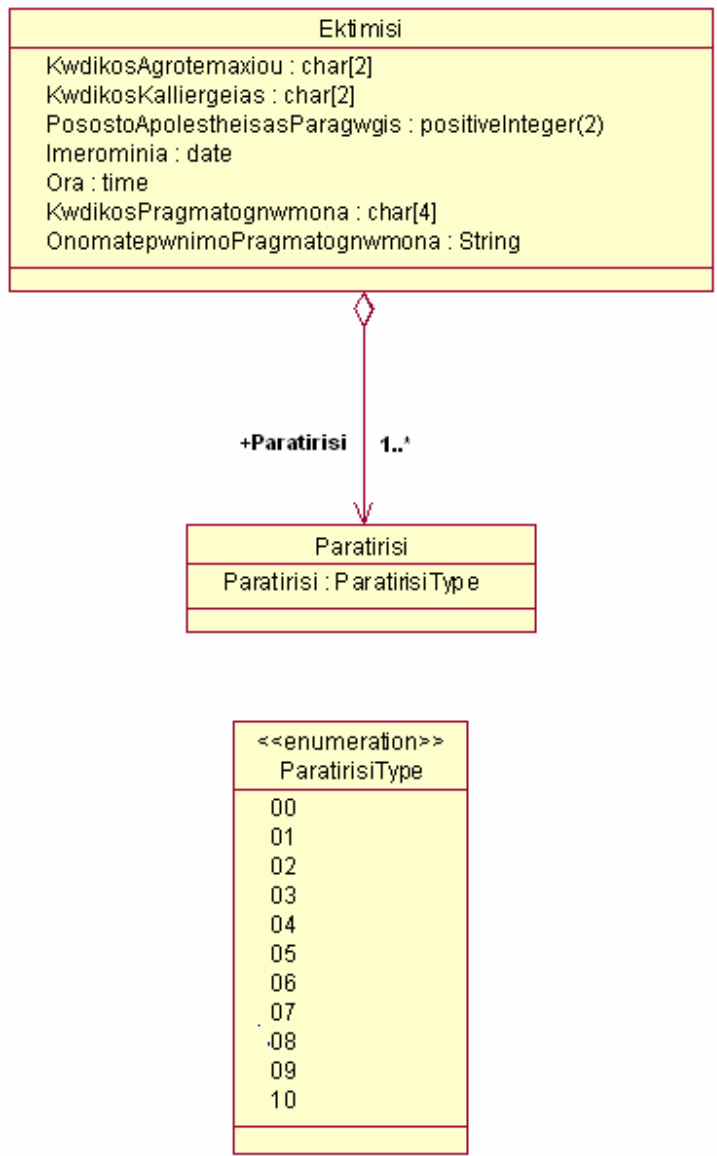 Ektimisi
KwdikosAgrotemaxiou : char[2]
KwdikosKalliergeias : char[2]
PosostoApolestheisasParagwgis : positiveInteger(2)
Imerominia : date
Ora : time
KwdikosPragmatognwmona : char[4]
OnomatepwnimoPragmatognwmona : String
+Paratirisi 1..*
Paratirisi
Paratirisi : ParatirisiType
<<enumeration>>
ParatirisiType
00
01
02
03
04
05
06
07
08
09
10